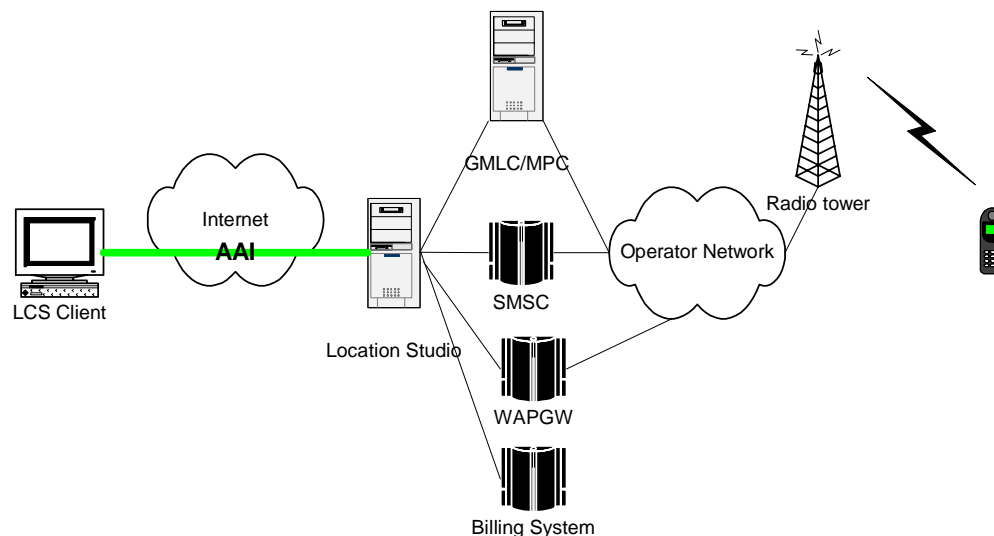 GMLC/MPC
Radio tower
Internet
AAI
Operator Network
SMSC
LCS Client
Location Studio
WAPGW
Billing System